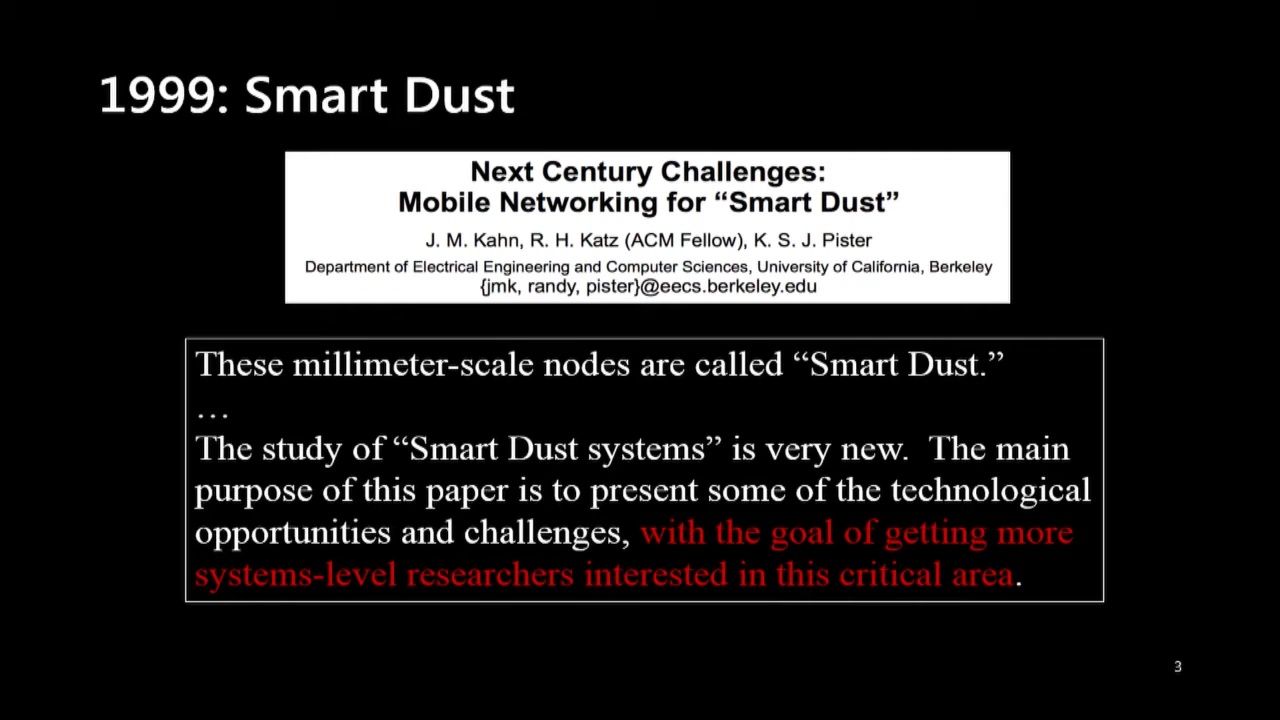 1999: Smart Dust
Next Century Challenges:
Mobile Networking for “Smart Dust”
J. M. Kahn, R. H. Katz (ACM Fellow), K. S. J. Pister
Department of Electrical Engineering and Computer Sciences, University of California, Berkeley
{jmk, randy, pister}@eecs.berkeley.edu
These millimeter-scale nodes are called “Smart Dust.”
…
The study of “Smart Dust systems” is very new.  The main
purpose of this paper is to present some of the technological
opportunities and challenges, with the goal of getting more
systems-level researchers interested in this critical area.
3